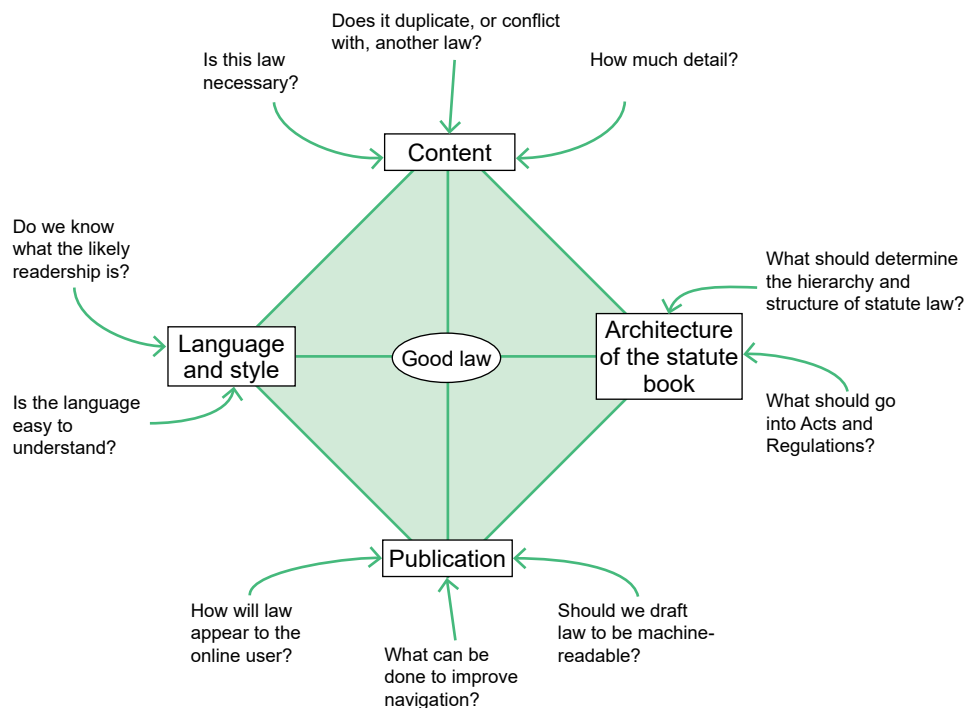 Does it duplicate, or conflict
with, another law?
Is this law
necessary?
How much detail?
Content
Do we know
what the likely
readership is?
What should determine
the hierarchy and
structure of statute law?
Language
and style
Good law
Architecture
of the statute
book
Is the language
easy to
understand?
What should go
into Acts and
Regulations?
Publication
How will law
appear to the
online user?
What can be
done to improve
navigation?
Should we draft
law to be machine-
readable?